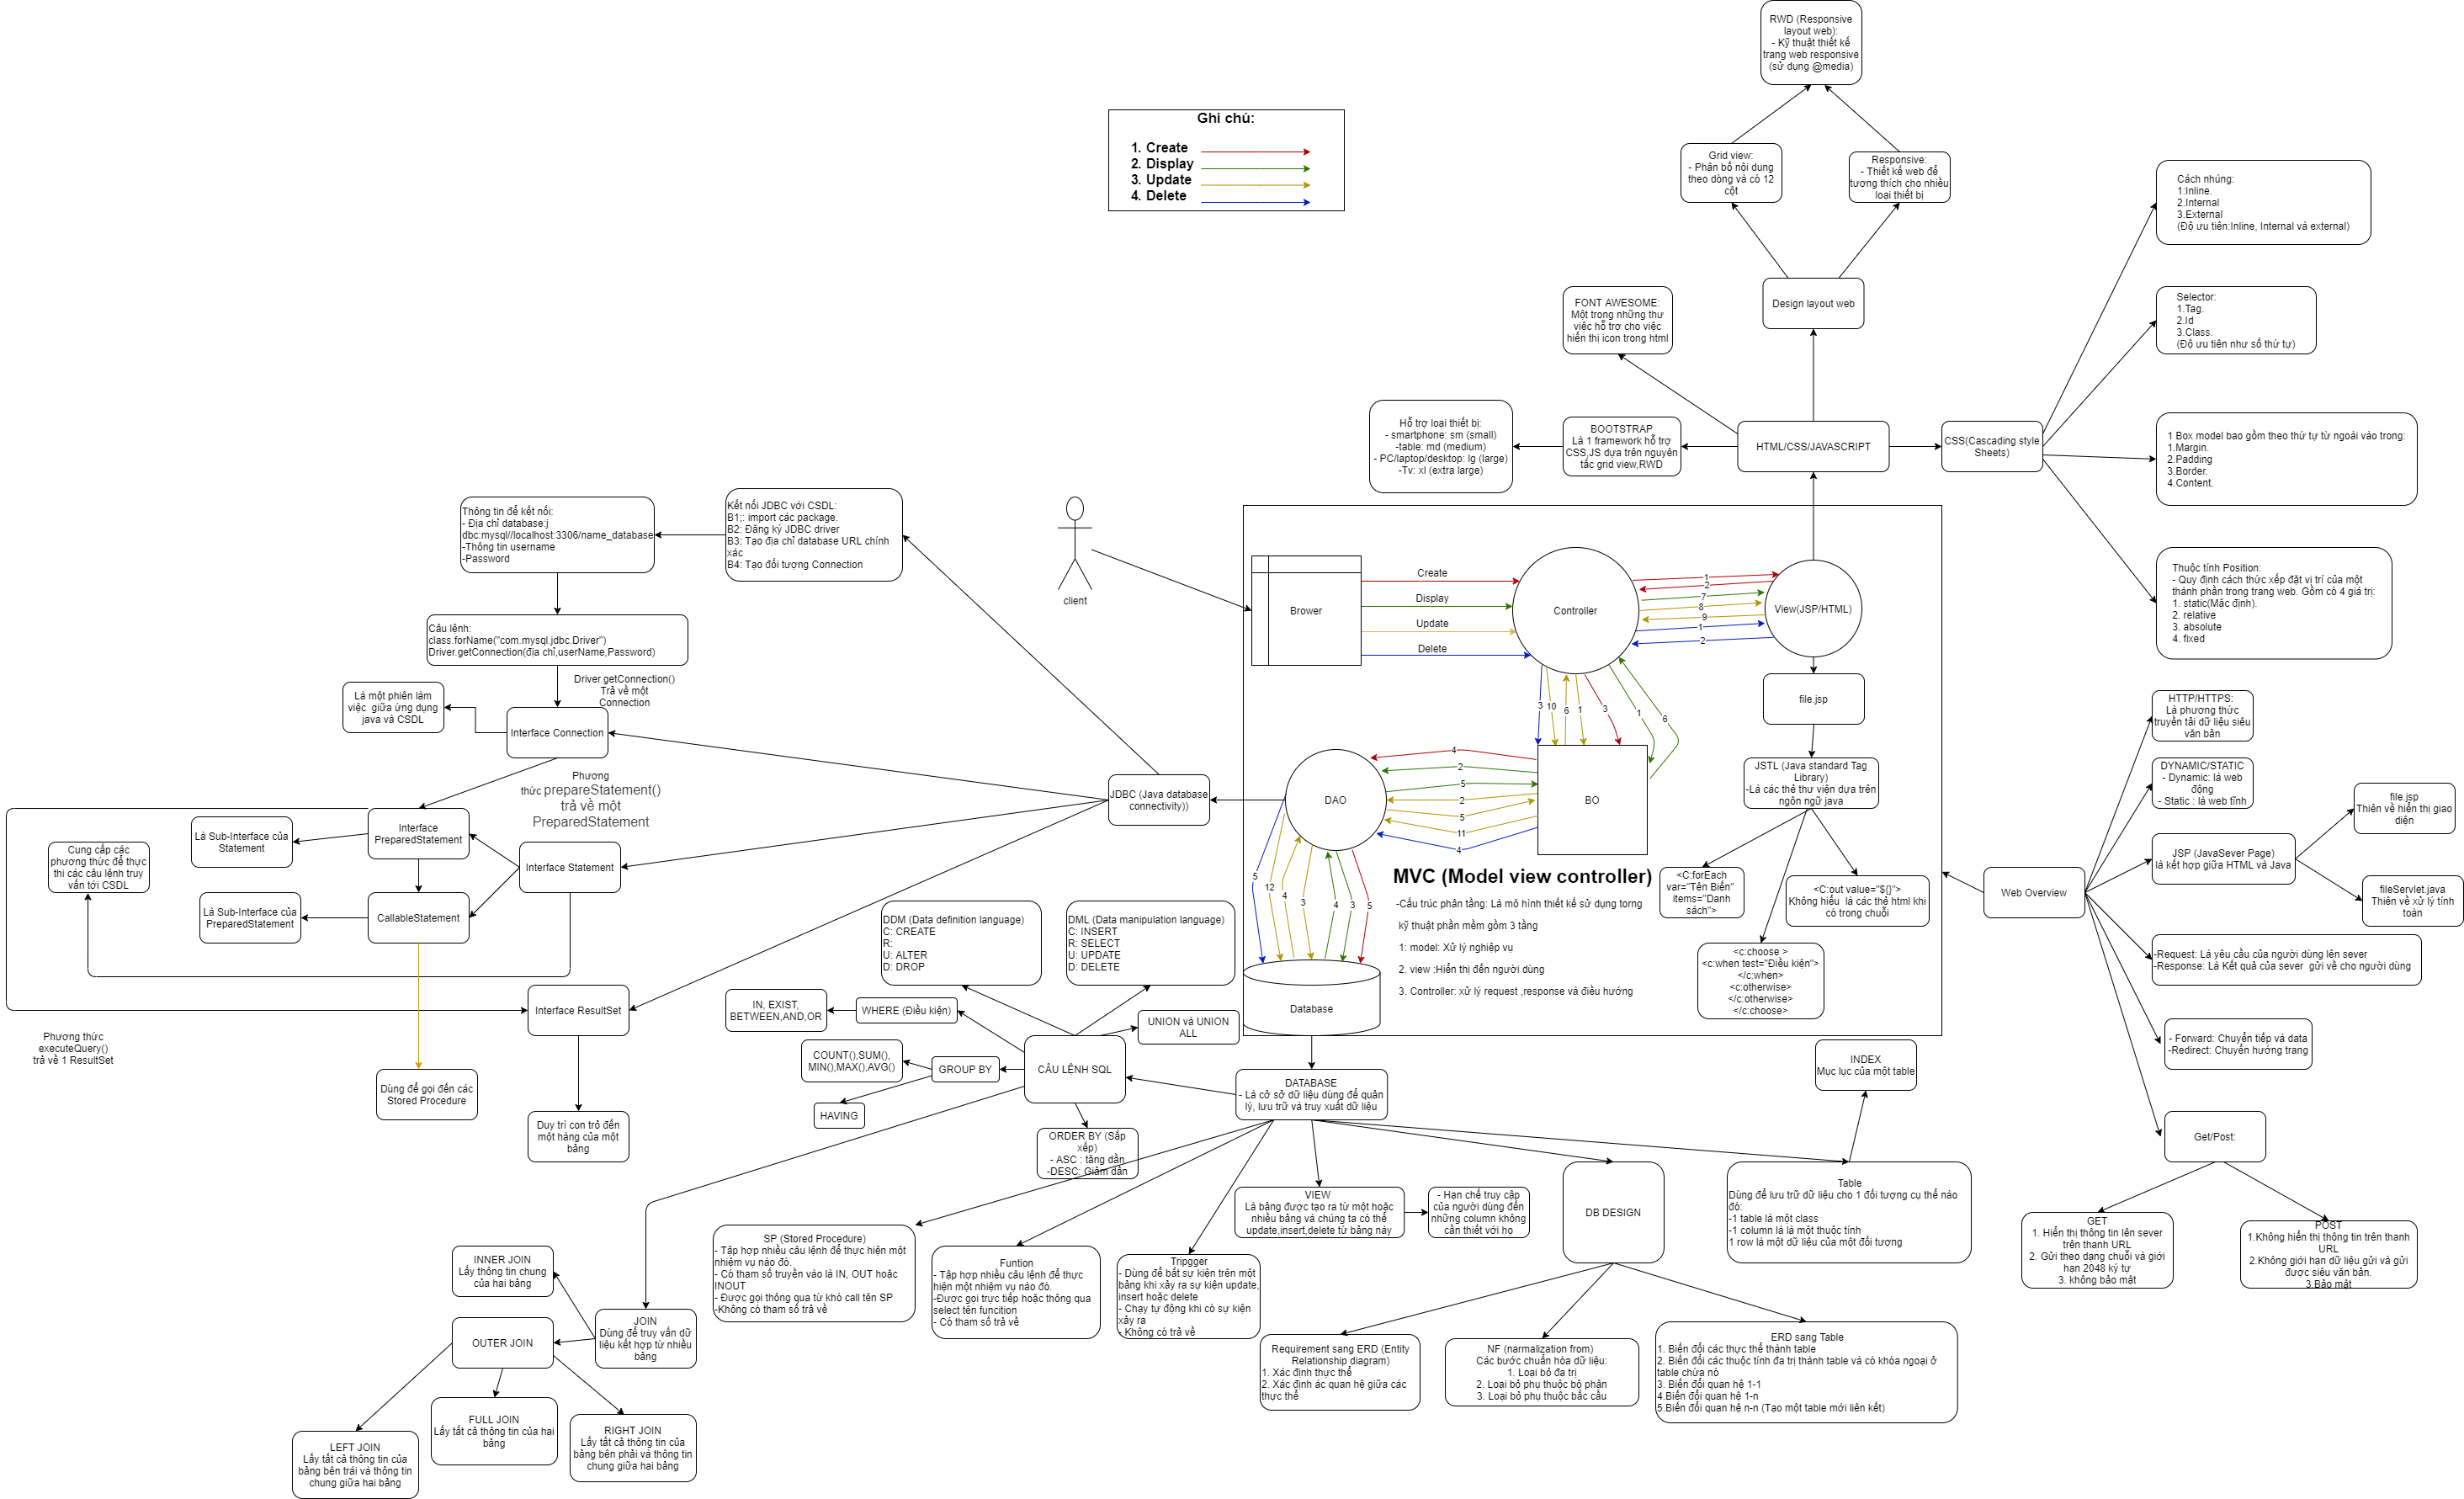 RWD (Responsive
layout web):
- Kỹ thuật thiết kế
trang web responsive
(sử dụng @media)
Ghi chú:
1. Create
2. Display
3. Update
4. Delete
Grid view:
- Phân bố nội dung
theo dòng và có 12
cột
Responsive:
- Thiết kế web để
tương thích cho nhiều
loại thiết bị
Cách nhúng:
1:Inline.
2.Internal
3.External
(Độ ưu tiên:Inline, Internal và external)
Design layout web
FONT AWESOME:
Một trong những thư
việc hỗ trợ cho việc
hiển thị icon trong html
Selector:
1.Tag.
2.Id
3.Class.
(Độ ưu tiên như số thứ tự)
Hỗ trợ loại thiết bị:
- smartphone: sm (small)
-table: md (medium)
- PC/laptop/desktop: lg (large)
-Tv: xl (extra large)
BOOTSTRAP
Là 1 framework hỗ trợ
CSS,JS dựa trên nguyên
tắc grid view,RWD
HTML/CSS/JAVASCRIPT
CSS(Cascading style
Sheets)
1 Box model bao gồm theo thứ tự từ ngoài vào trong:
1.Margin.
2.Padding
3.Border.
4.Content.
Thông tin để kết nối:
- Địa chỉ database:j
dbc:mysql//localhost:3306/name_database
-Thông tin username
-Password
Kết nối JDBC với CSDL:
B1;: import các package.
B2: Đăng ký JDBC driver
B3: Tạo địa chỉ database URL chính
xác
B4: Tạo đối tượng Connection
client
Brower
Create
Display
Update
Delete
Controller
1
2
7
8
9
1
2
View(JSP/HTML)
Thuộc tính Position:
- Quy định cách thức xếp đặt vị trí của một
thành phần trong trang web. Gồm có 4 giá trị:
1. static(Mặc định).
2. relative
3. absolute
4. fixed
Câu lệnh:
class.forName("com.mysql.jdbc.Driver")
Driver.getConnection(địa chỉ,userName,Password)
Driver.getConnection()
Trả về một
Connection
Là một phiên làm
việc giữa ứng dụng
java và CSDL
Interface Connection
file.jsp
HTTP/HTTPS:
Là phương thức
truyền tải dữ liệu siêu
văn bản
3
10
6
1
3
1
6
JSTL (Java standard Tag
Library)
-Là các thẻ thư viện dựa trên
ngôn ngữ java
DYNAMIC/STATIC
- Dynamic: là web
động
- Static : là web tĩnh
file.jsp
Thiên về hiển thị giao
diện
Phương
thức prepareStatement()
trả về một
PreparedStatement
JDBC (Java database
connectivity))
DAO
4
2
5
2
5
11
4
BO
Interface
PreparedStatement
Là Sub-Interface của
Statement
Cung cấp các
phương thức để thực
thi các câu lệnh truy
vấn tới CSDL
Interface Statement
JSP (JavaSever Page)
là kết hợp giữa HTML và Java
MVC (Model view controller)
-Cấu trúc phân tầng: Là mô hình thiết kế sử dụng torng
kỹ thuật phần mềm gồm 3 tầng
1: model: Xử lý nghiệp vụ
2. view :Hiển thị đến người dùng
3. Controller: xử lý request ,response và điều hướng
<C:forEach
var="Tên Biến"
items="Danh
sách">
<C:out value="${}">
Không hiểu là các thẻ html khi
có trong chuỗi
Web Overview
fileServlet.java
Thiên về xử lý tính
toán
Là Sub-Interface của
PreparedStatement
CallableStatement
5
12
4
3
4
3
5
DDM (Data definition language)
C: CREATE
R:
U: ALTER
D: DROP
DML (Data manipulation language)
C: INSERT
R: SELECT
U: UPDATE
D: DELETE
<c:choose >
<c:when test="Điều kiện">
</c:when>
<c:otherwise>
</c:otherwise>
</c:choose>
-Request: Là yêu cầu của người dùng lên sever
-Response: Là Kết quả của sever gửi về cho người dùng
Interface ResultSet
IN, EXIST,
BETWEEN,AND,OR
WHERE (Điều kiện)
UNION và UNION
ALL
Database
Phương thức
executeQuery()
trả về 1 ResultSet
COUNT(),SUM(),
MIN(),MAX(),AVG()
GROUP BY
CÂU LỆNH SQL
- Forward: Chuyển tiếp và data
-Redirect: Chuyển hướng trang
INDEX
Mục lục của một table
DATABASE
- Là cở sở dữ liệu dùng để quản
lý, lưu trữ và truy xuất dữ liệu
Dùng để gọi đến các
Stored Procedure
HAVING
Duy trì con trỏ đến
một hàng của một
bảng
ORDER BY (Sắp
xếp)
- ASC : tăng dần
-DESC: Giảm dần
Get/Post:
VIEW
Là bảng được tạo ra từ một hoặc
nhiều bảng và chúng ta có thể
update,insert,delete từ bảng này
- Hạn chế truy cập
của người dùng đến
những column không
cần thiết với họ
DB DESIGN
Table
Dùng để lưu trữ dữ liệu cho 1 đối tượng cụ thể nào
đó:
-1 table là một class
-1 column là là một thuộc tính
1 row là một dữ liệu của một đối tượng
GET
1. Hiển thị thông tin lên sever
trên thanh URL
2. Gửi theo dạng chuỗi và giới
hạn 2048 ký tự
3. không bảo mật
POST
1.Không hiển thị thông tin trên thanh
URL
2.Không giới hạn dữ liệu gửi và gửi
được siêu văn bản.
3.Bảo mật
SP (Stored Procedure)
- Tập hợp nhiều câu lệnh để thực hiện một
nhiệm vụ nào đó.
- Có tham số truyền vào là IN, OUT hoặc
INOUT
- Được gọi thông qua từ khó call tên SP
-Không có tham số trả về
Funtion
- Tập hợp nhiều câu lệnh để thực
hiện một nhiệm vụ nào đó.
-Được gọi trực tiếp hoặc thông qua
select tên funcition
- Có tham số trả về
Tripgger
- Dùng để bắt sự kiện trên một
bảng khi xảy ra sự kiện update,
insert hoặc delete
- Chạy tự động khi có sự kiện
xảy ra
- Không có trả về
INNER JOIN
Lấy thông tin chung
của hai bảng
JOIN
Dùng để truy vấn dữ
liệu kết hợp từ nhiều
bảng
OUTER JOIN
Requirement sang ERD (Entity
Relationship diagram)
1. Xác định thực thể
2. Xác định ác quan hệ giữa các
thực thể
NF (narmalization from)
Các bước chuẩn hóa dữ liệu:
1. Loại bỏ đa trị
2. Loại bỏ phụ thuộc bộ phận
3. Loại bỏ phụ thuộc bắc cầu
ERD sang Table
1. Biến đổi các thực thể thành table
2. Biến đổi các thuộc tính đa trị thành table và có khóa ngoại ở
table chứa nó
3. Biến đổi quan hệ 1-1
4.Biến đổi quan hệ 1-n
5.Biến đổi quan hệ n-n (Tạo một table mới liên kết)
FULL JOIN
Lấy tất cả thông tin của hai
bảng
RIGHT JOIN
Lấy tất cả thông tin của
bảng bên phải và thông tin
chung giữa hai bảng
LEFT JOIN
Lấy tất cả thông tin của
bảng bên trái và thông tin
chung giữa hai bảng